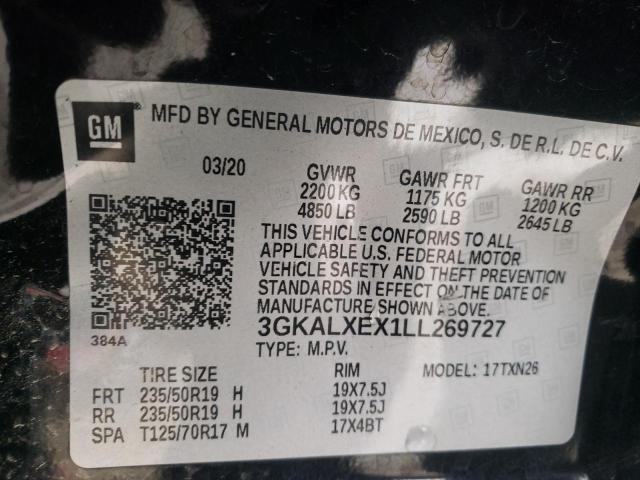 GM
MFD BY GENERAL MOTORS DE MEXICO, S. DE R.L. DE C.V.
03/20 GVWR GAWR FRT GAWR RR
2200 KG 1175 KG 1200 KG
4850 LB 2590 LB 2645 LB
THIS VEHICLE CONFORMS TO ALL
APPLICABLE U.S. FEDERAL MOTOR
VEHICLE SAFETY AND THEFT PREVENTION
STANDARDS IN EFFECT ON THE DATE OF
MANUFACTURE SHOWN ABOVE.
384A
3GKALXEX1LL269727
TYPE: M.P.V. MODEL: 17TXN26
TIRE SIZE RIM
FRT 235/50R19 H 19X7.5J
RR 235/50R19 H 19X7.5J
SPA T125/70R17 M 17X4BT